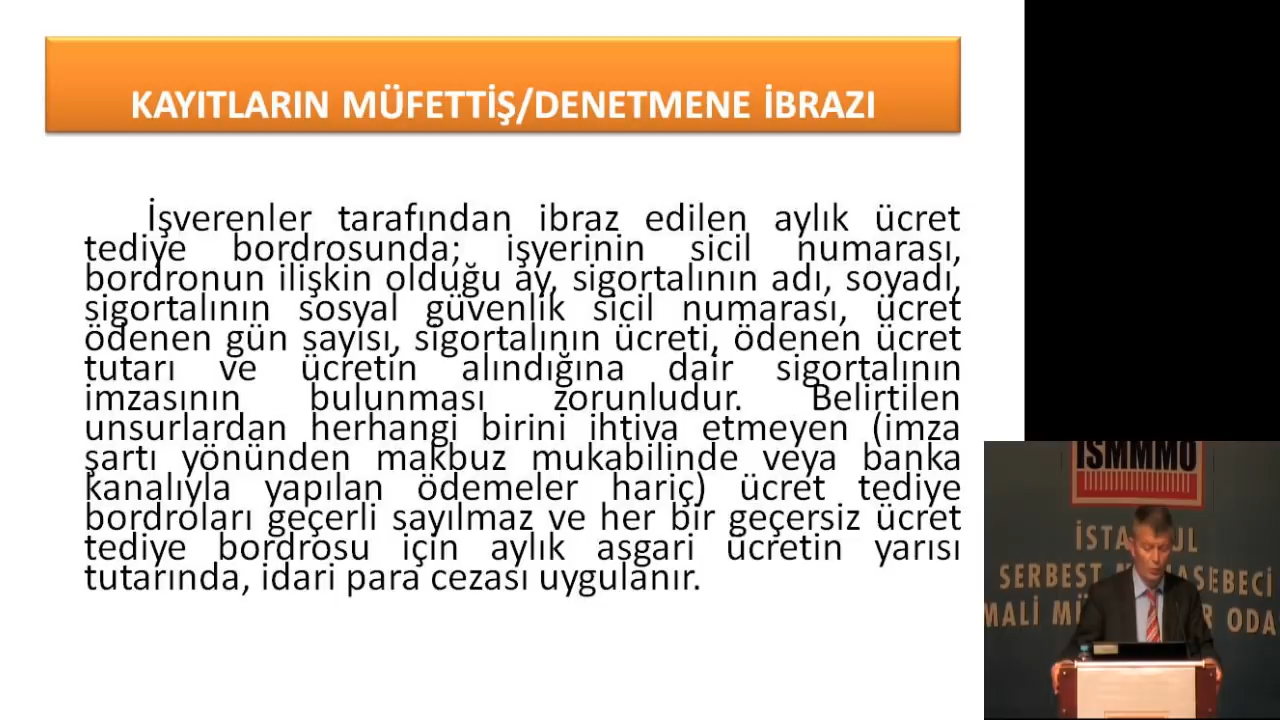 KAYITLARIN MÜFETTİŞ/DENETMENE İBRAZI
İşverenler tarafından ibraz edilen aylık ücret
tediye bordrosunda; işyerinin sicil numarası,
bordronun ilişkin olduğu ay, sigortalının adı, soyadı,
sigortalının sosyal güvenlik sicil numarası, ücret
ödenen gün sayısı, sigortalının ücreti, ödenen ücret
tutarı ve ücretin alındığına dair sigortalının
imzasının bulunması zorunludur. Belirtilen
unsurlardan herhangi birini ihtiva etmeyen (imza
şartı yönünden makbuz mukabilinde veya banka
kanalıyla yapılan ödemeler hariç) ücret tediye
bordroları geçerli sayılmaz ve her bir geçersiz ücret
tediye bordrosu için aylık asgari ücretin yarısı
tutarında, idari para cezası uygulanır.
İSMMMO
SERBEST
MALİ